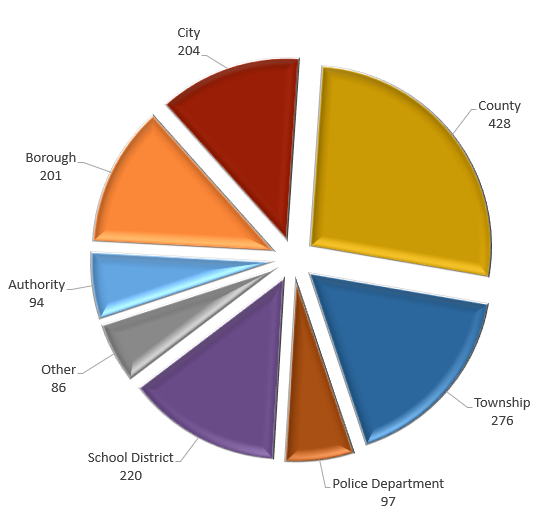 City
204
County
428
Borough
201
Authority
94
Other
86
Township
276
School District
220
Police Department
97